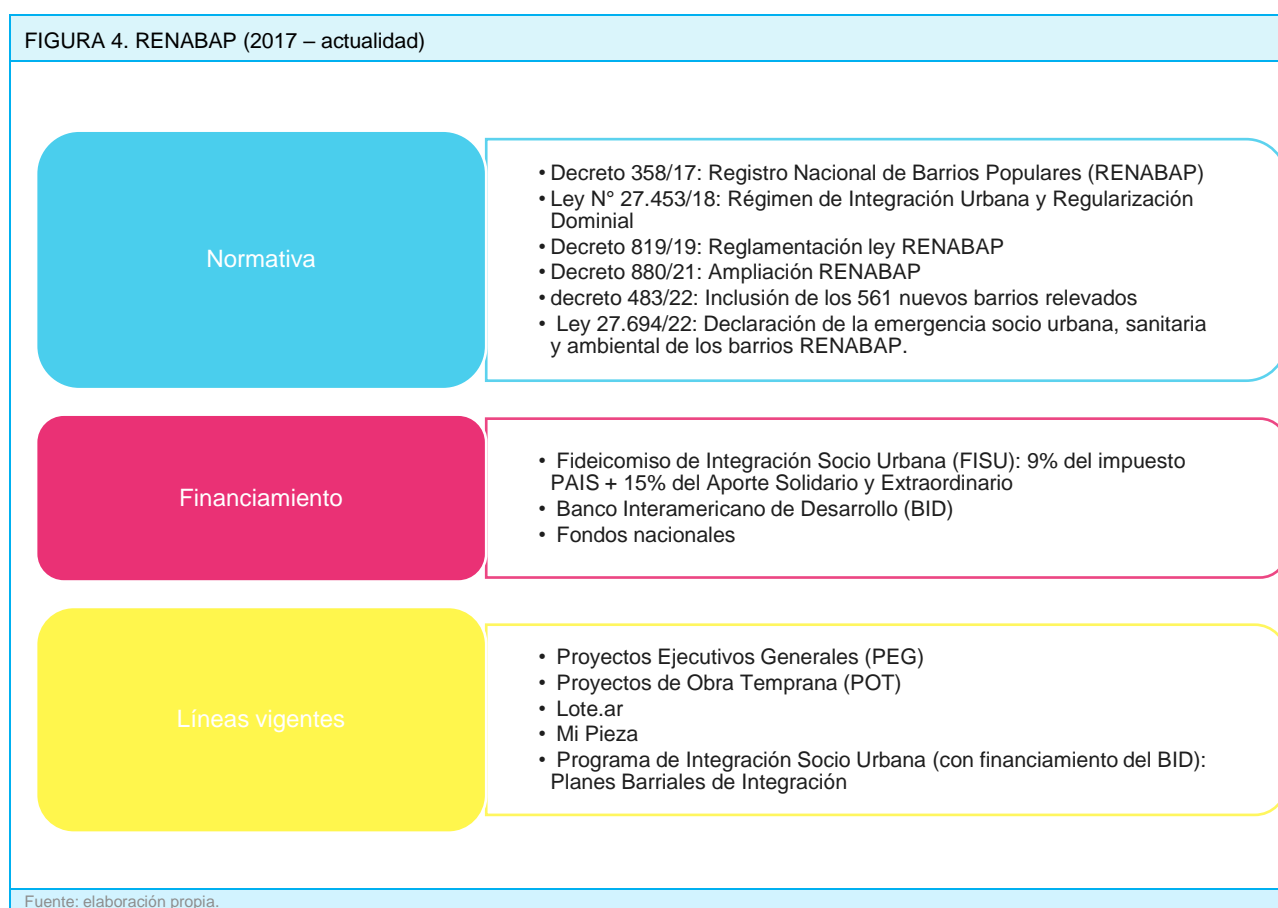 FIGURA 4. RENABAP (2017 – actualidad)
Normativa
• Decreto 358/17: Registro Nacional de Barrios Populares (RENABAP)
• Ley N° 27.453/18: Régimen de Integración Urbana y Regularización
Dominial
• Decreto 819/19: Reglamentación ley RENABAP
• Decreto 880/21: Ampliación RENABAP
• decreto 483/22: Inclusión de los 561 nuevos barrios relevados
• Ley 27.694/22: Declaración de la emergencia socio urbana, sanitaria
y ambiental de los barrios RENABAP.
Financiamiento
• Fideicomiso de Integración Socio Urbana (FISU): 9% del impuesto
PAIS + 15% del Aporte Solidario y Extraordinario
• Banco Interamericano de Desarrollo (BID)
• Fondos nacionales
Líneas vigentes
• Proyectos Ejecutivos Generales (PEG)
• Proyectos de Obra Temprana (POT)
• Lote.ar
• Mi Pieza
• Programa de Integración Socio Urbana (con financiamiento del BID):
Planes Barriales de Integración
Fuente: elaboración propia.